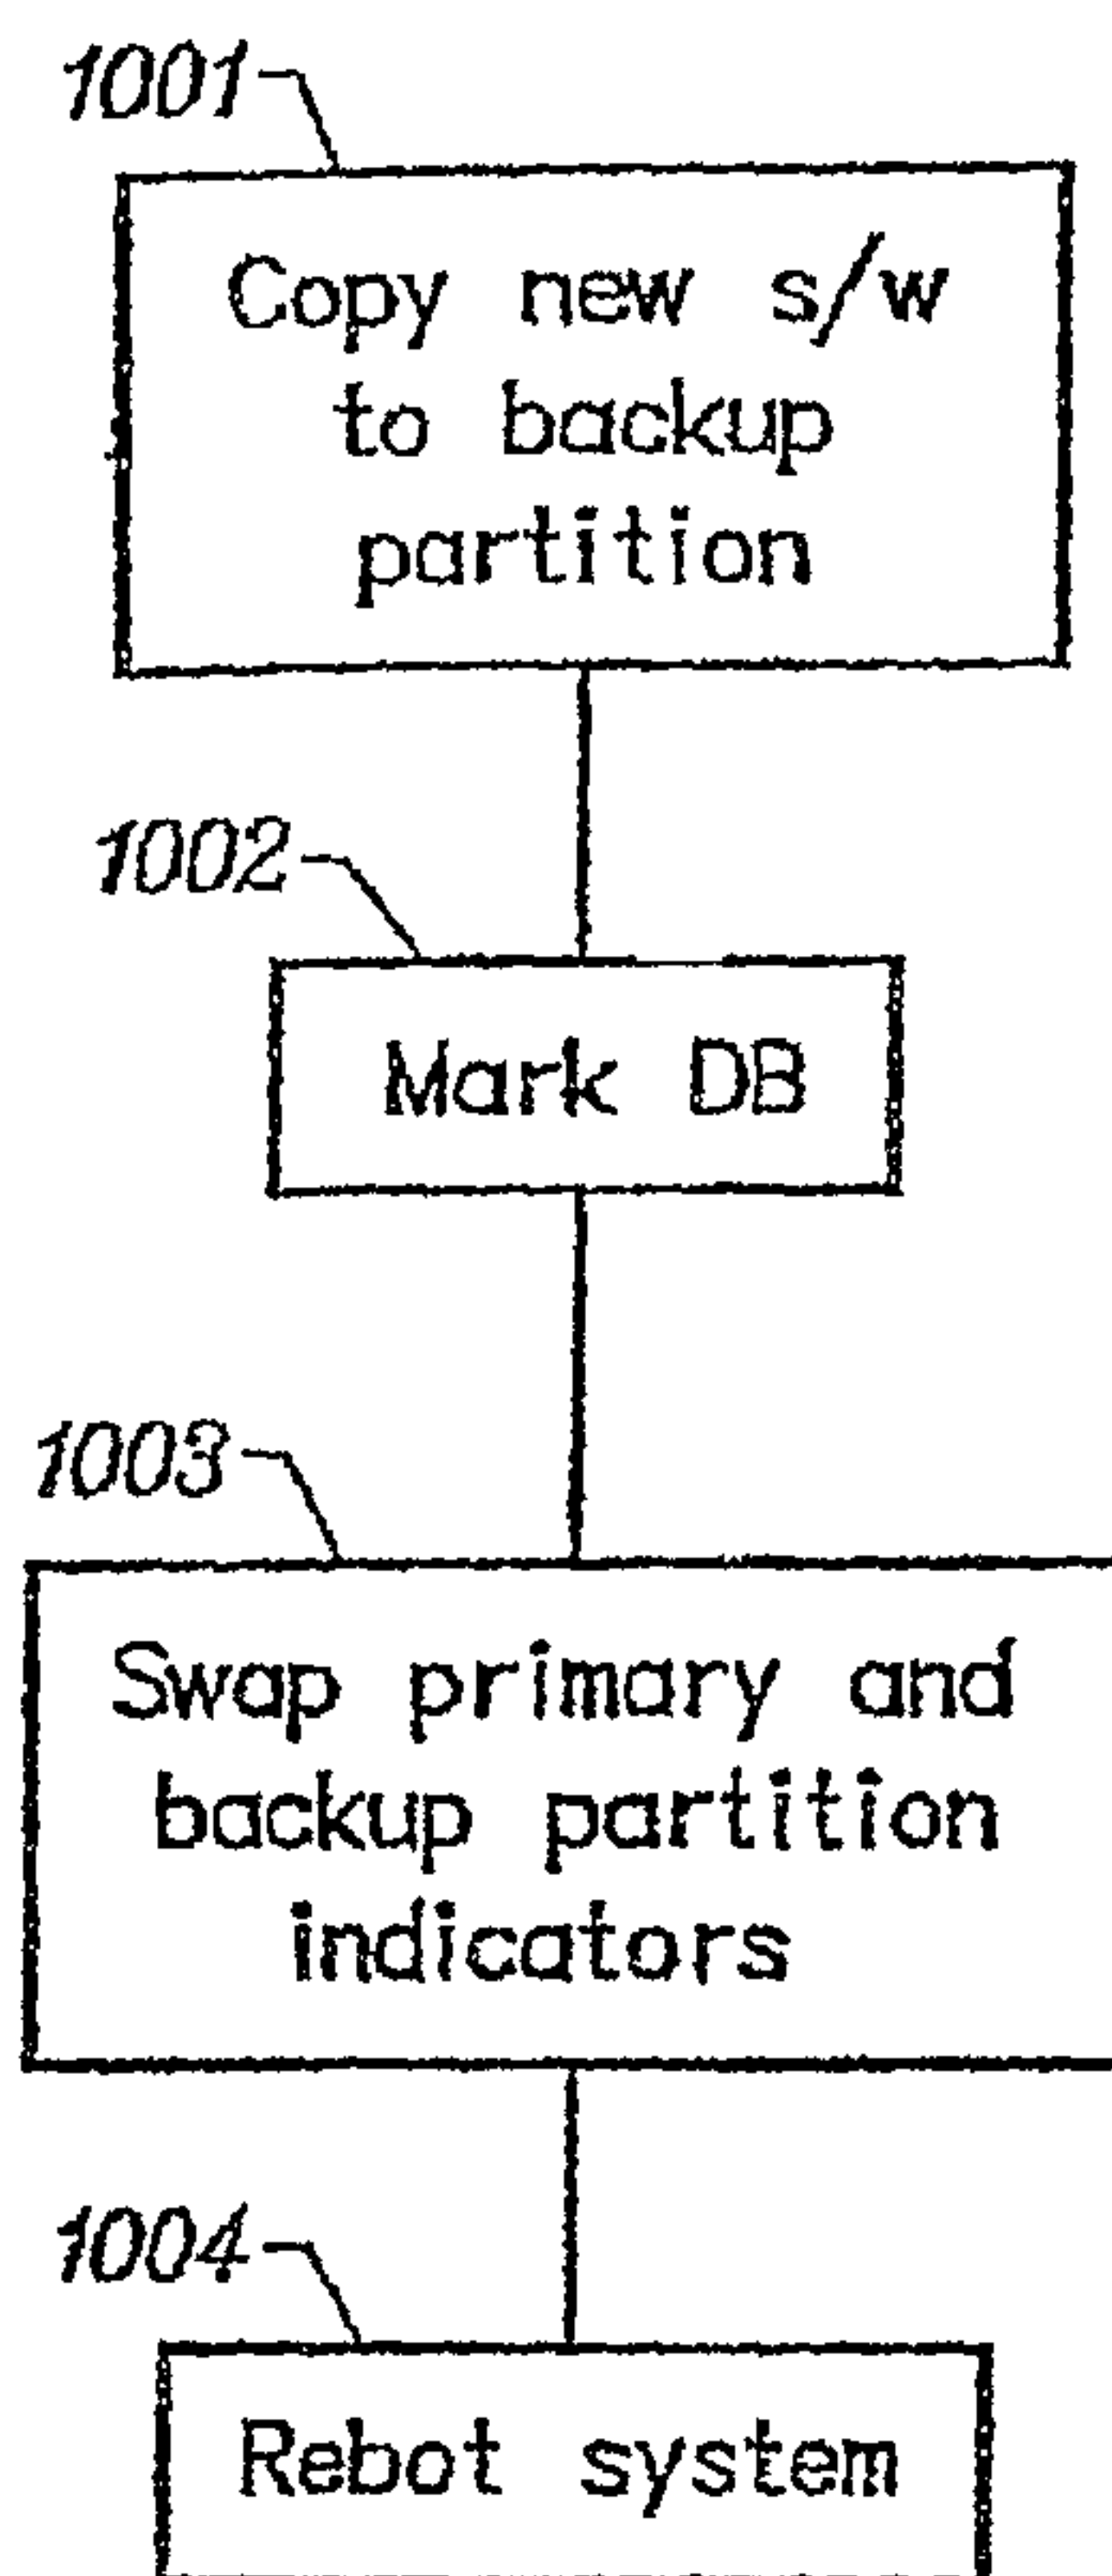 1001
Copy new s/w
to backup
partition
1002
Mark DB
1003
Swap primary and
backup partition
indicators
1004
Rebot system